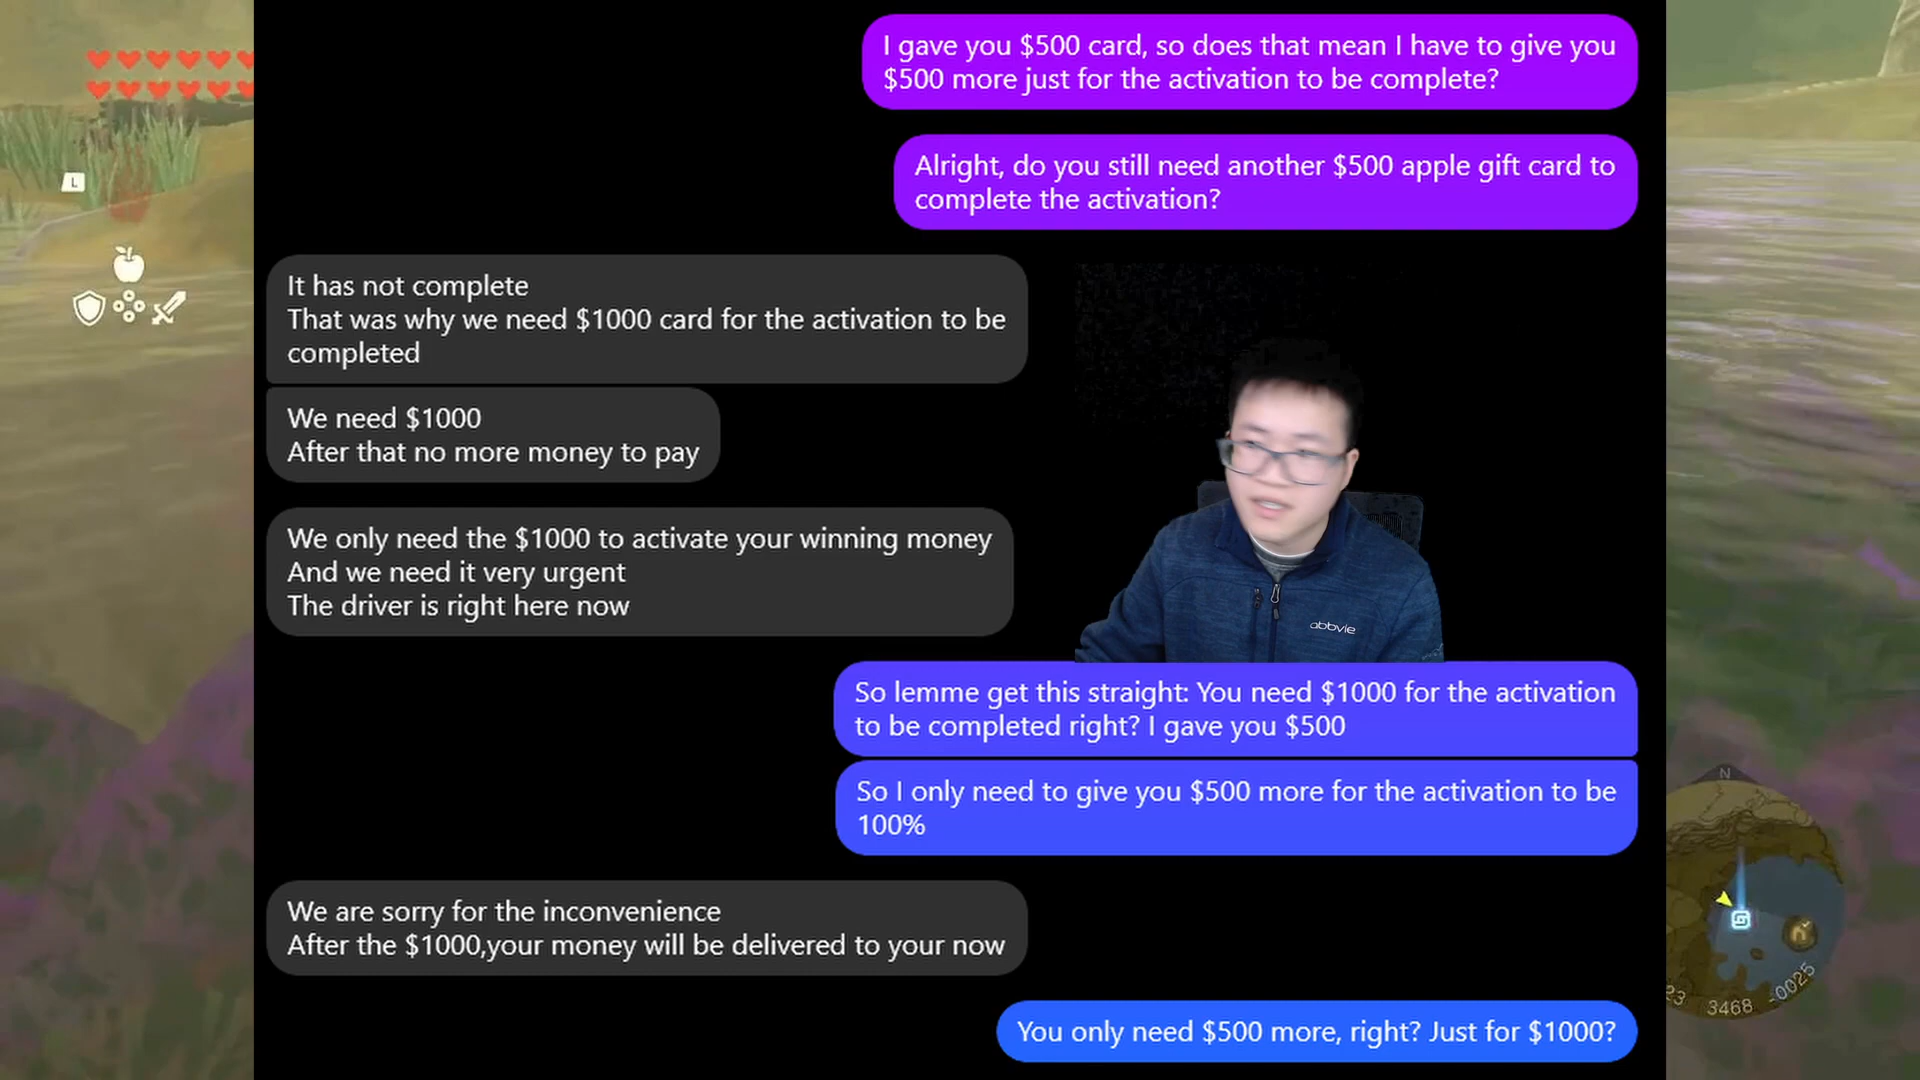 I gave you $500 card, so does that mean I have to give you
$500 more just for the activation to be complete?
L
Alright, do you still need another $500 apple gift card to
complete the activation?
It has not complete
That was why we need $1000 card for the activation to be
completed
We need $1000
After that no more money to pay
We only need the $1000 to activate your winning money
And we need it very urgent
The driver is right here now
abbvie
So lemme get this straight: You need $1000 for the activation
to be completed right? I gave you $500
So I only need to give you $500 more for the activation to be
100%
We are sorry for the inconvenience
After the $1000,your money will be delivered to your now
You only need $500 more, right? Just for $1000?
N
23 3468 -0025